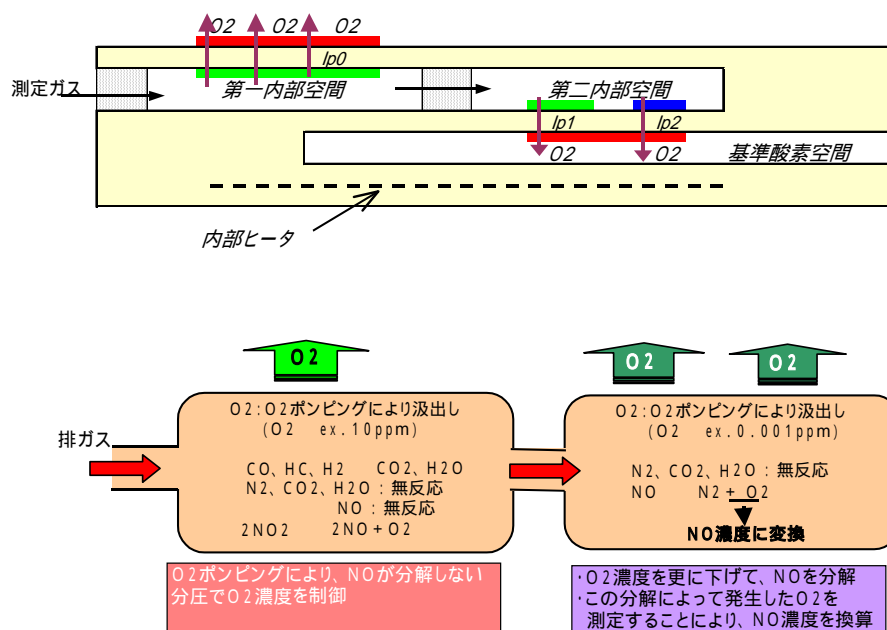 O2 O2 O2
Ip0
測定ガス
第一内部空間
第二内部空間
Ip1 Ip2
O2 O2
基準酸素空間
内部ヒータ
O2
O2 O2
排ガス
O2:O2ポンピングにより汲出し
(O2 ex.10ppm)
CO、HC、H2 CO2、H2O
N2、CO2、H2O:無反応
NO:無反応
2NO2 2NO+O2
O2:O2ポンピングにより汲出し
(O2 ex.0.001ppm)
N2、CO2、H2O:無反応
NO N2+O2
NO濃度に変換
O2ポンピングにより、NOが分解しない
分圧でO2濃度を制御
・O2濃度を更に下げて、NOを分解
・この分解によって発生したO2を
測定することにより、NO濃度を換算